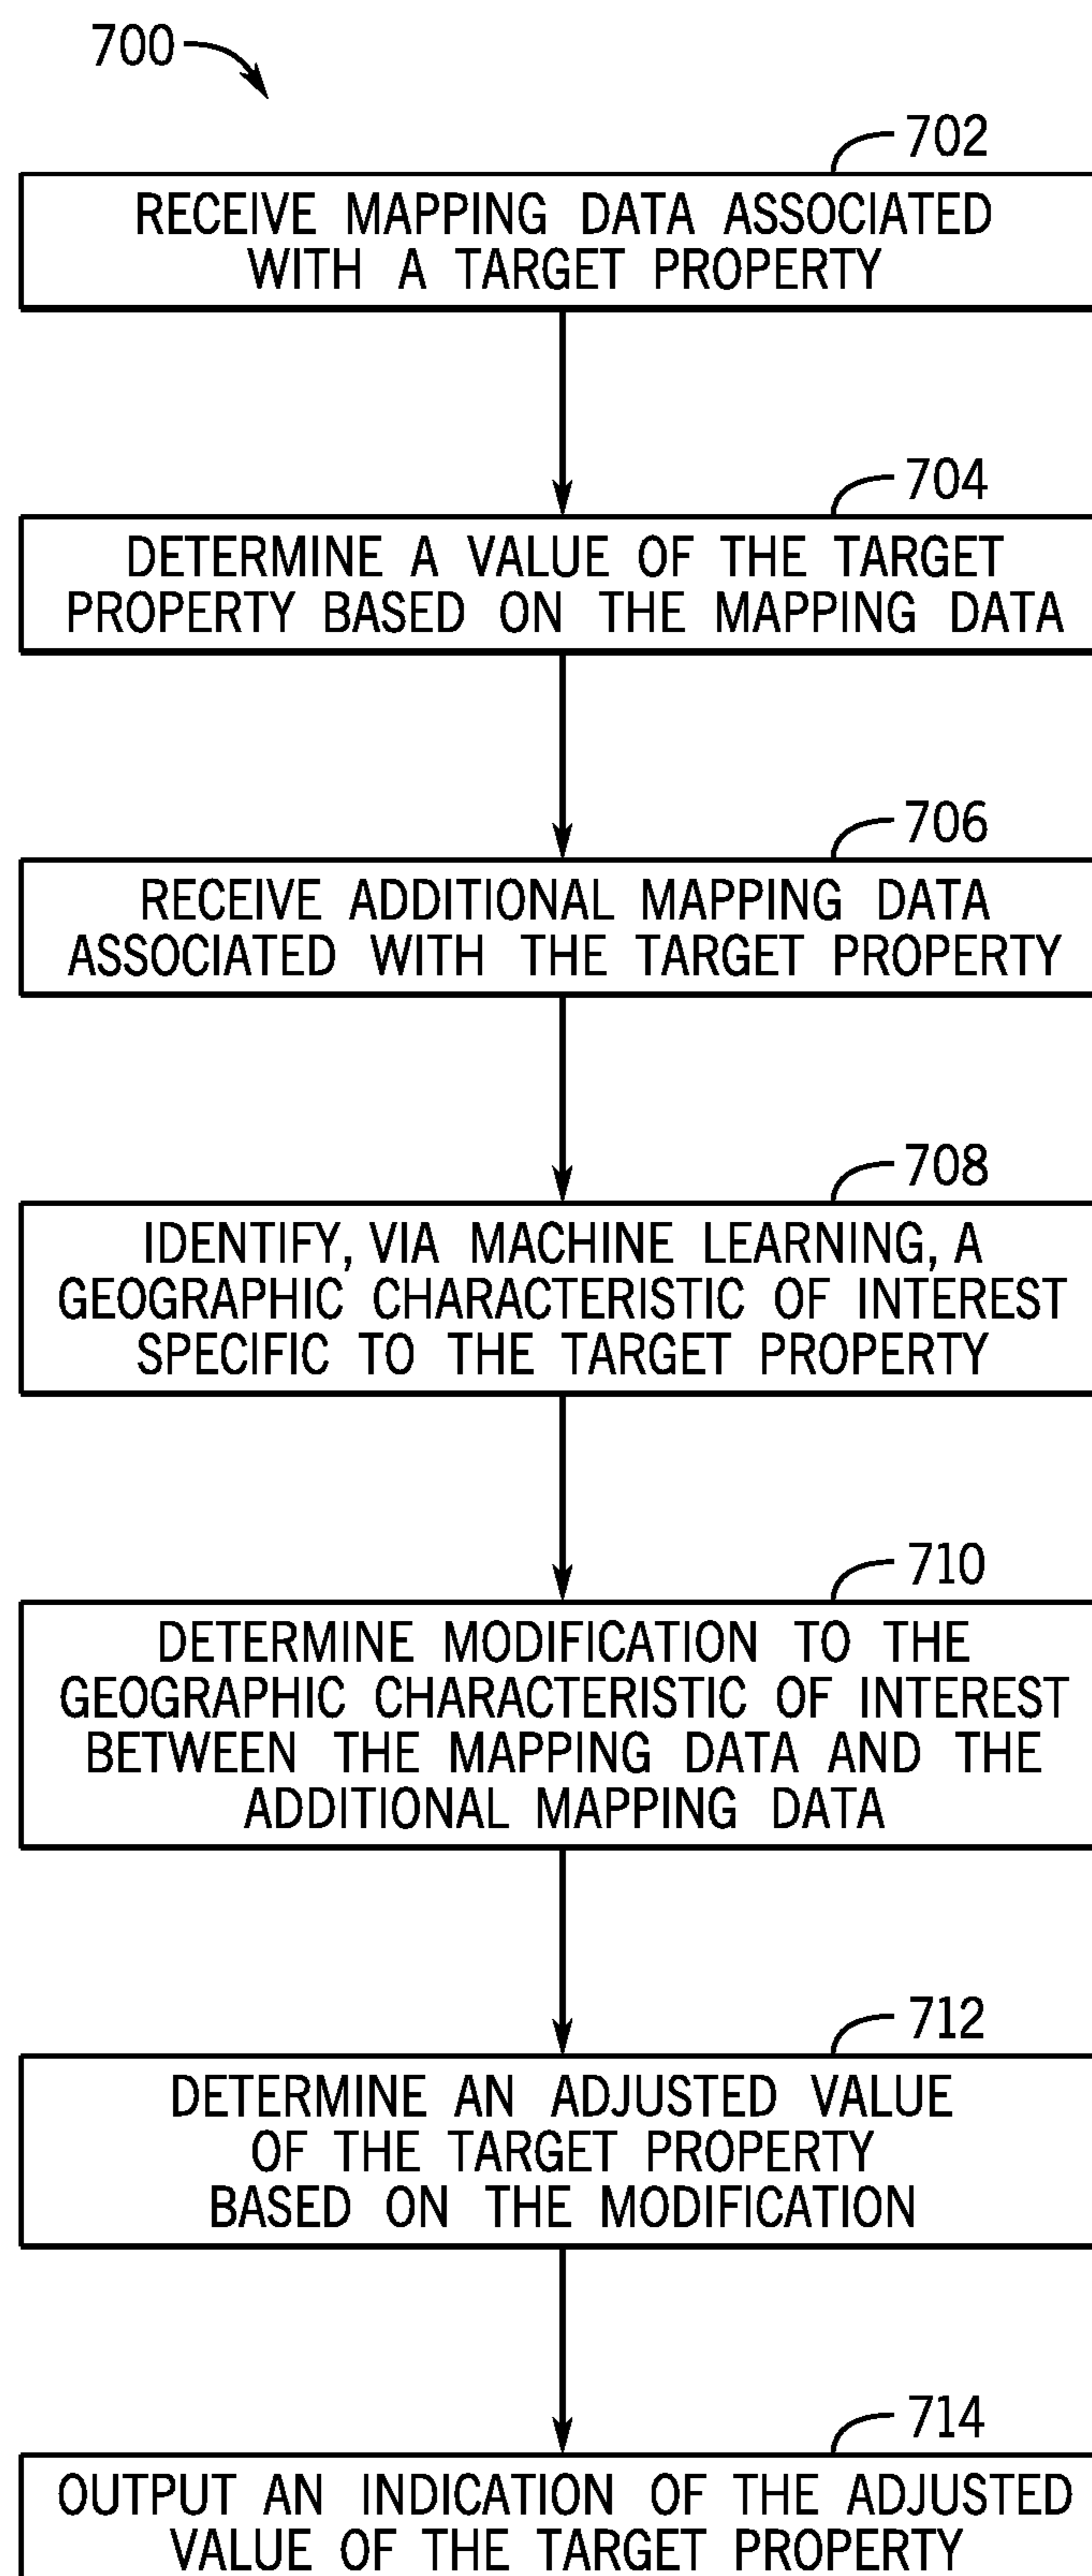 700
702
RECEIVE MAPPING DATA ASSOCIATED
WITH A TARGET PROPERTY
704
DETERMINE A VALUE OF THE TARGET
PROPERTY BASED ON THE MAPPING DATA
706
RECEIVE ADDITIONAL MAPPING DATA
ASSOCIATED WITH THE TARGET PROPERTY
708
IDENTIFY, VIA MACHINE LEARNING, A
GEOGRAPHIC CHARACTERISTIC OF INTEREST
SPECIFIC TO THE TARGET PROPERTY
710
DETERMINE MODIFICATION TO THE
GEOGRAPHIC CHARACTERISTIC OF INTEREST
BETWEEN THE MAPPING DATA AND THE
ADDITIONAL MAPPING DATA
712
DETERMINE AN ADJUSTED VALUE
OF THE TARGET PROPERTY
BASED ON THE MODIFICATION
714
OUTPUT AN INDICATION OF THE ADJUSTED
VALUE OF THE TARGET PROPERTY